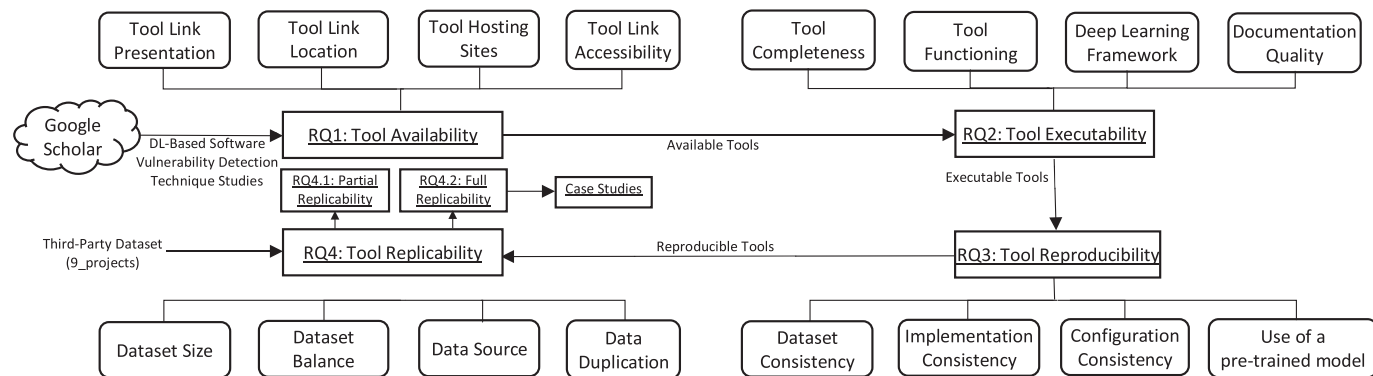 Tool Link
Presentation
Tool Link
Location
Tool Hosting
Sites
Tool Link
Accessibility
Tool
Completeness
Tool
Functioning
Deep Learning
Framework
Documentation
Quality
Google
Scholar
DL-Based Software
Vulnerability Detection
Technique Studies
RQ1: Tool Availability
Available Tools
RQ2: Tool Executability
RQ4.1: Partial
Replicability
RQ4.2: Full
Replicability
Case Studies
Executable Tools
Third-Party Dataset
(9_projects)
RQ4: Tool Replicability
Reproducible Tools
RQ3: Tool Reproducibility
Dataset Size
Dataset
Balance
Data Source
Data
Duplication
Dataset
Consistency
Implementation
Consistency
Configuration
Consistency
Use of a
pre-trained model